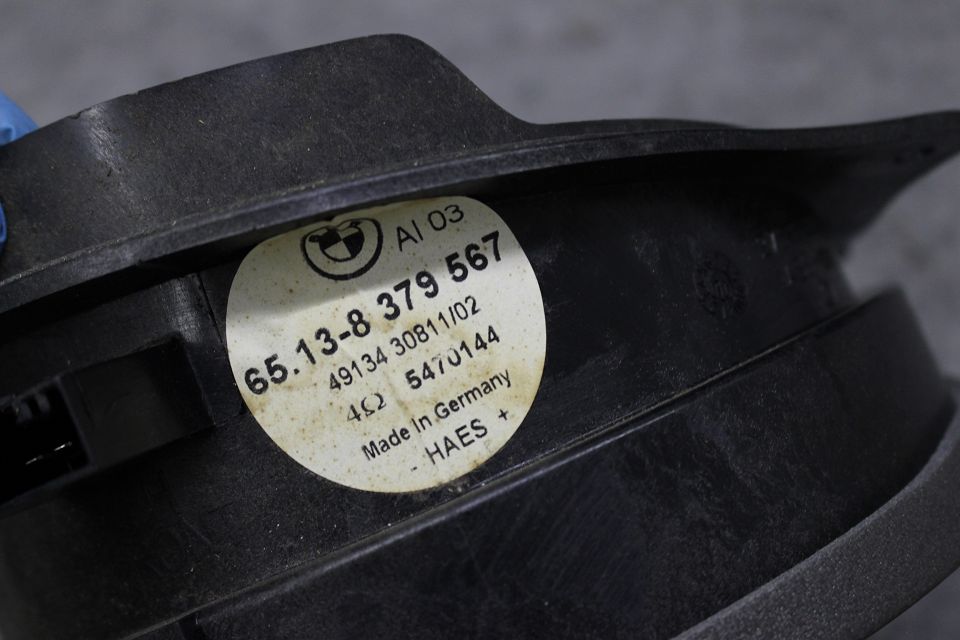 AI 03
65.13-8 379 567
49134 30811/02
4Ω 5470144
Made In Germany
- HAES +